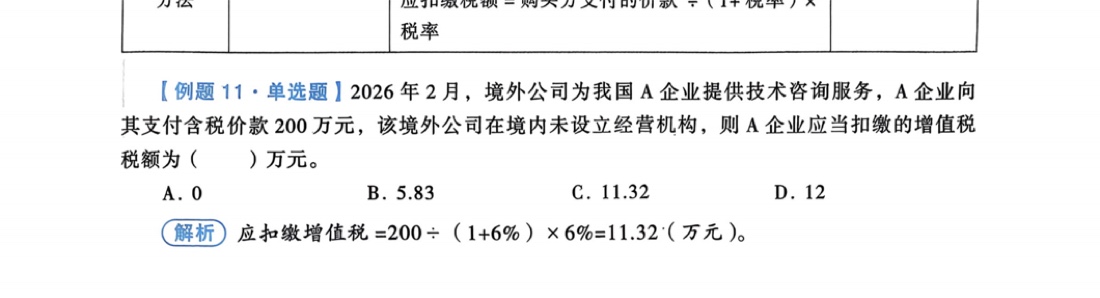 方法
应扣缴税额 = 购买方支付的价款 ÷（1+ 税率）×
税率
【例题 11 · 单选题】2026 年 2 月，境外公司为我国 A 企业提供技术咨询服务，A 企业向
其支付含税价款 200 万元，该境外公司在境内未设立经营机构，则 A 企业应当扣缴的增值税
税额为（　　）万元。
A. 0　　B. 5.83　　C. 11.32　　D. 12
解析 应扣缴增值税 =200÷（1+6%）×6%=11.32（万元）。